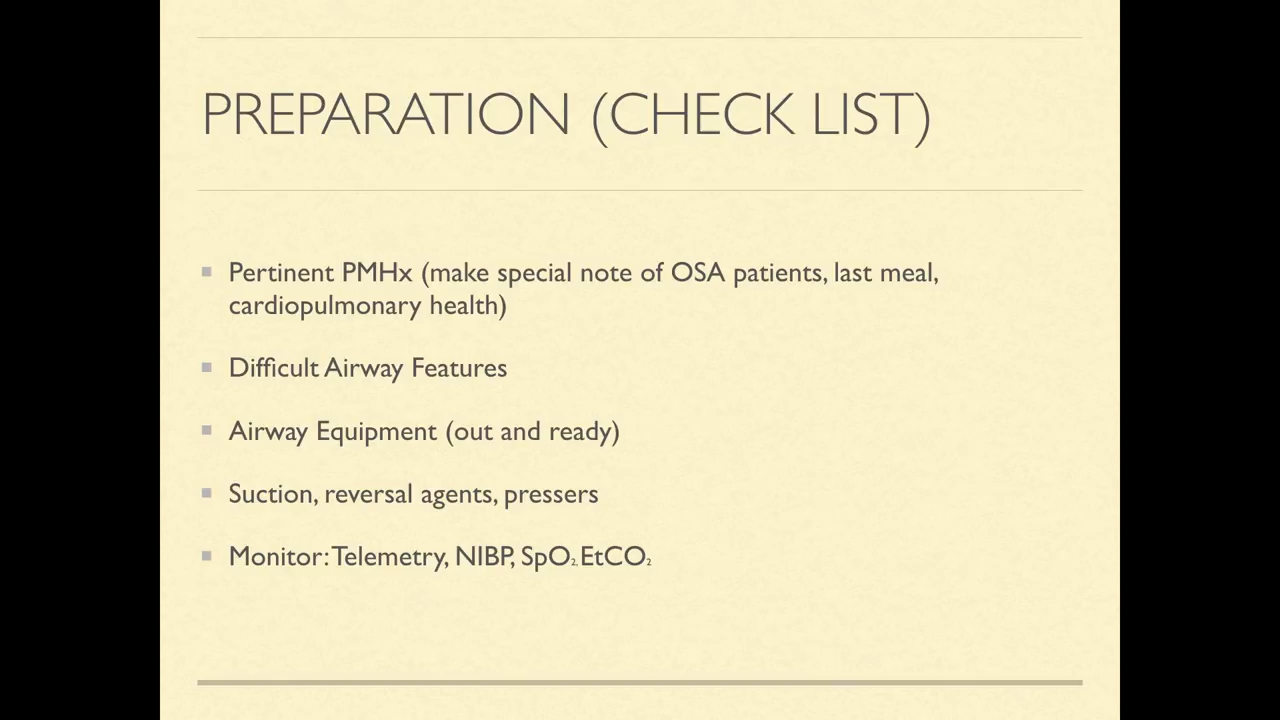 PREPARATION (CHECK LIST)
Pertinent PMHx (make special note of OSA patients, last meal,
cardiopulmonary health)
Difficult Airway Features
Airway Equipment (out and ready)
Suction, reversal agents, pressers
Monitor: Telemetry, NIBP, SpO₂, EtCO₂